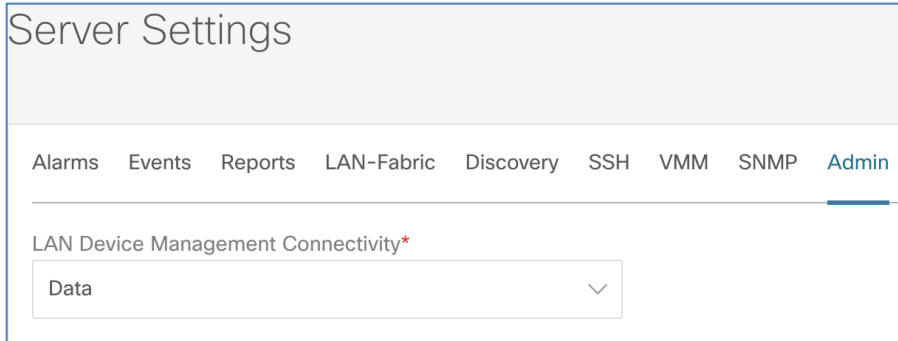 Server Settings
Alarms Events Reports LAN-Fabric Discovery SSH VMM SNMP Admin
LAN Device Management Connectivity*
Data